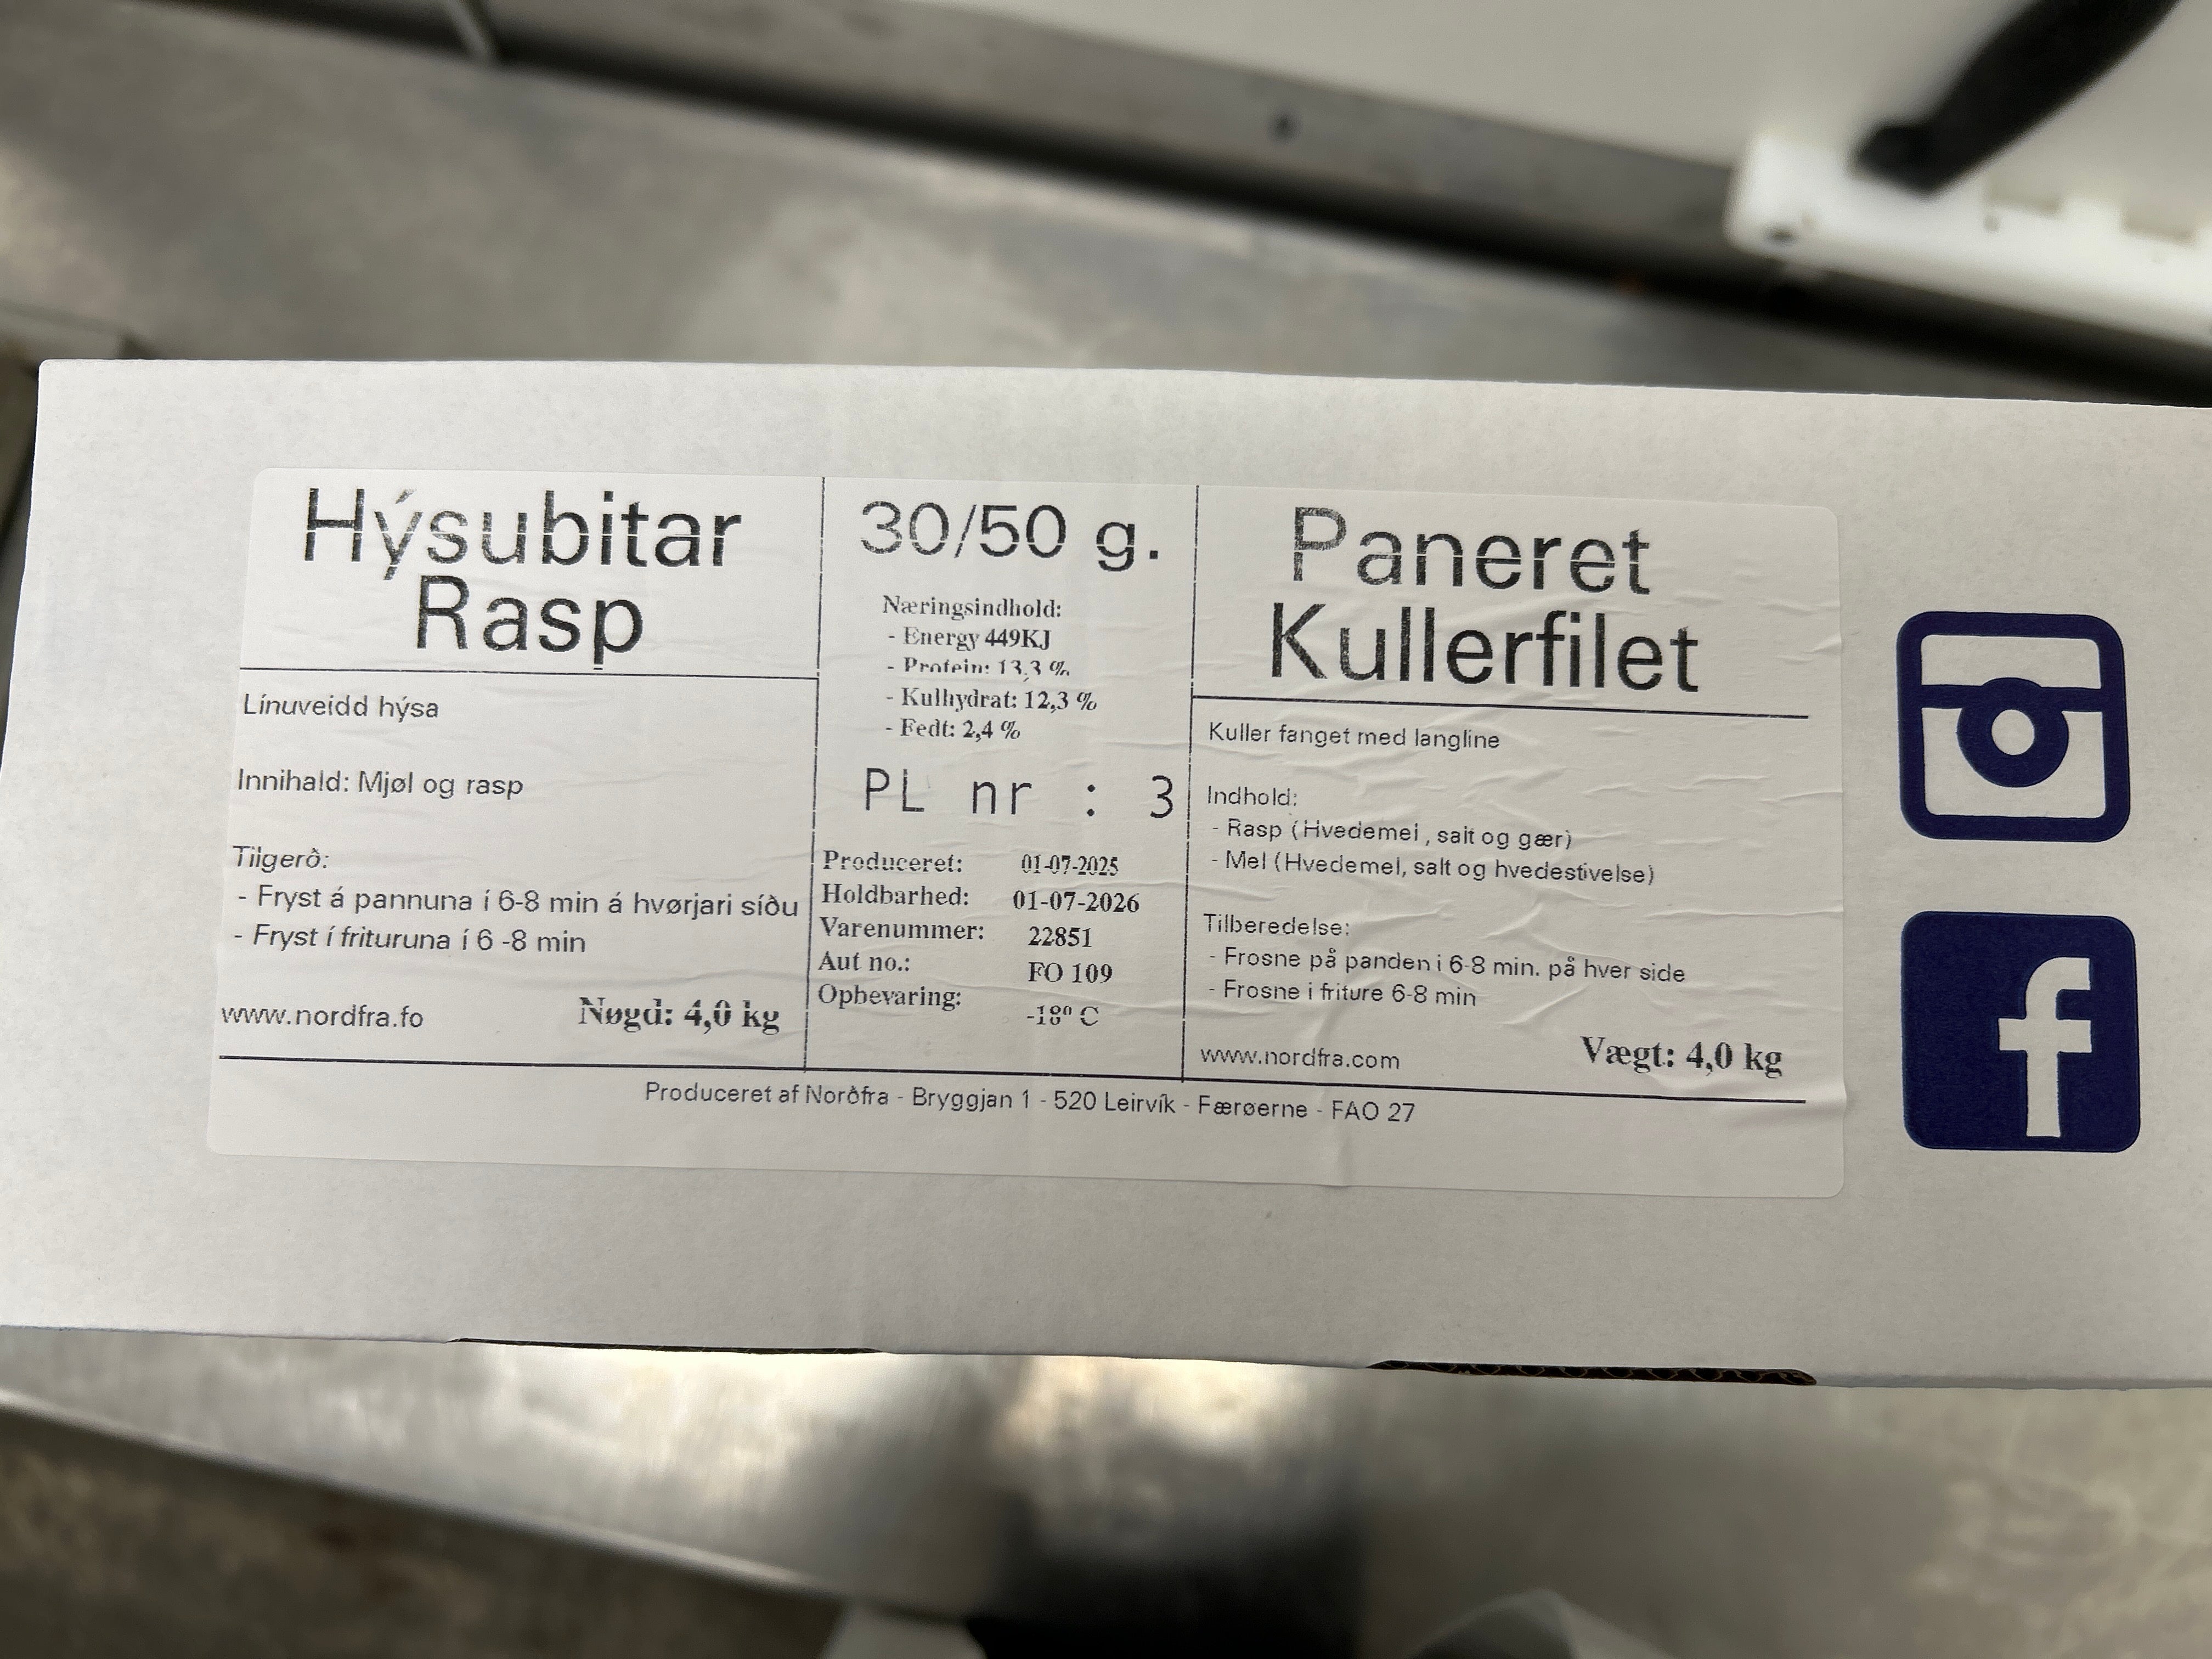 Hýsubitar
Rasp
Línuveidd hýsa
Innihald: Mjøl og rasp
Tilgerð:
- Fryst á pannuna í 6-8 min á hvørjari síðu
- Fryst í frituruna í 6 -8 min
www.nordfra.fo
Nøgd: 4,0 kg
30/50 g.
Næringsindhold:
- Energy 449KJ
- Protein: 13,3 %
- Kulhydrat: 12,3 %
- Fedt: 2,4 %
PL nr : 3
Produceret: 01-07-2025
Holdbarhed: 01-07-2026
Varenummer: 22851
Aut no.: FO 109
Opbevaring: -18º C
Paneret
Kullerfilet
Kuller fanget med langline
Indhold:
- Rasp (Hvedemel, salt og gær)
- Mel (Hvedemel, salt og hvedestivelse)
Tilberedelse:
- Frosne på panden i 6-8 min. på hver side
- Frosne i friture 6-8 min
www.nordfra.com
Vægt: 4,0 kg
Produceret af Norðfra - Bryggjan 1 - 520 Leirvík - Færøerne - FAO 27
f